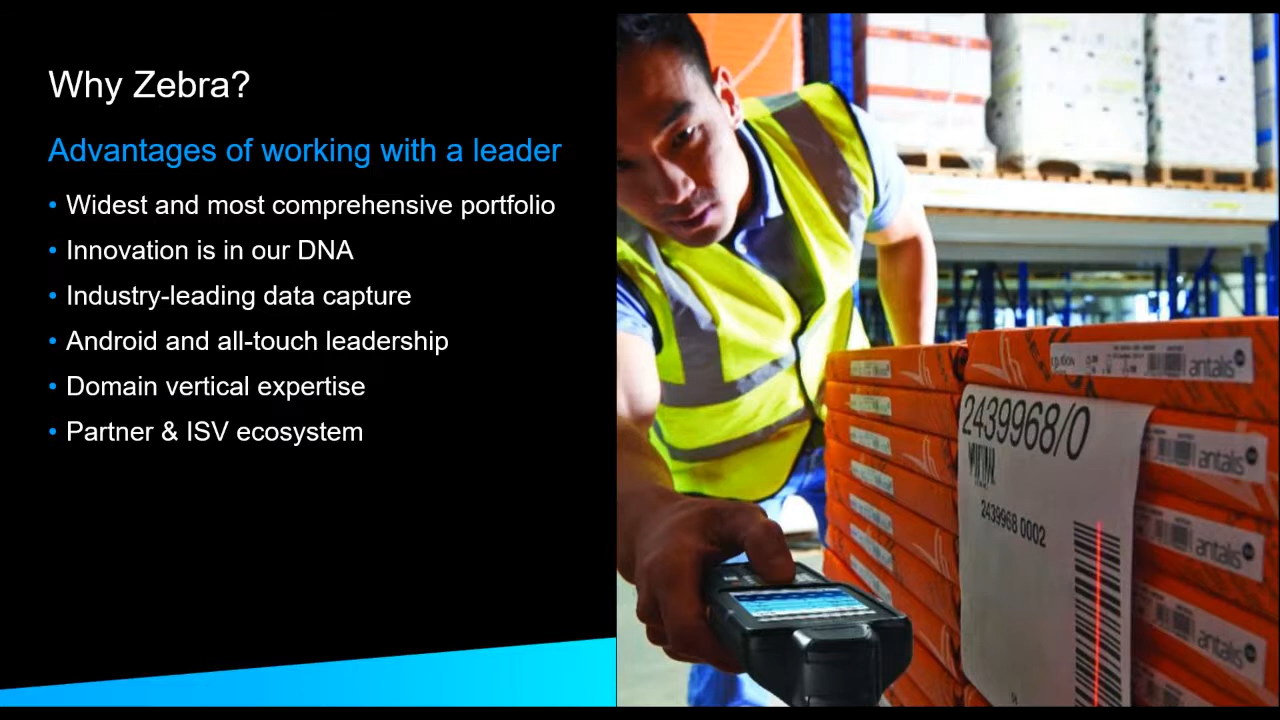 Why Zebra?
Advantages of working with a leader
• Widest and most comprehensive portfolio
• Innovation is in our DNA
• Industry-leading data capture
• Android and all-touch leadership
• Domain vertical expertise
• Partner & ISV ecosystem
antalis
2439968/0
antalis
2439968 0002
antalis
antalis
antalis